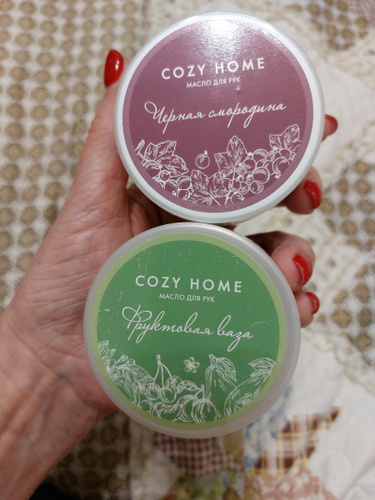 COZY HOME
МАСЛО ДЛЯ РУК
Черная смородина
COZY HOME
МАСЛО ДЛЯ РУК
Фруктовая ваза